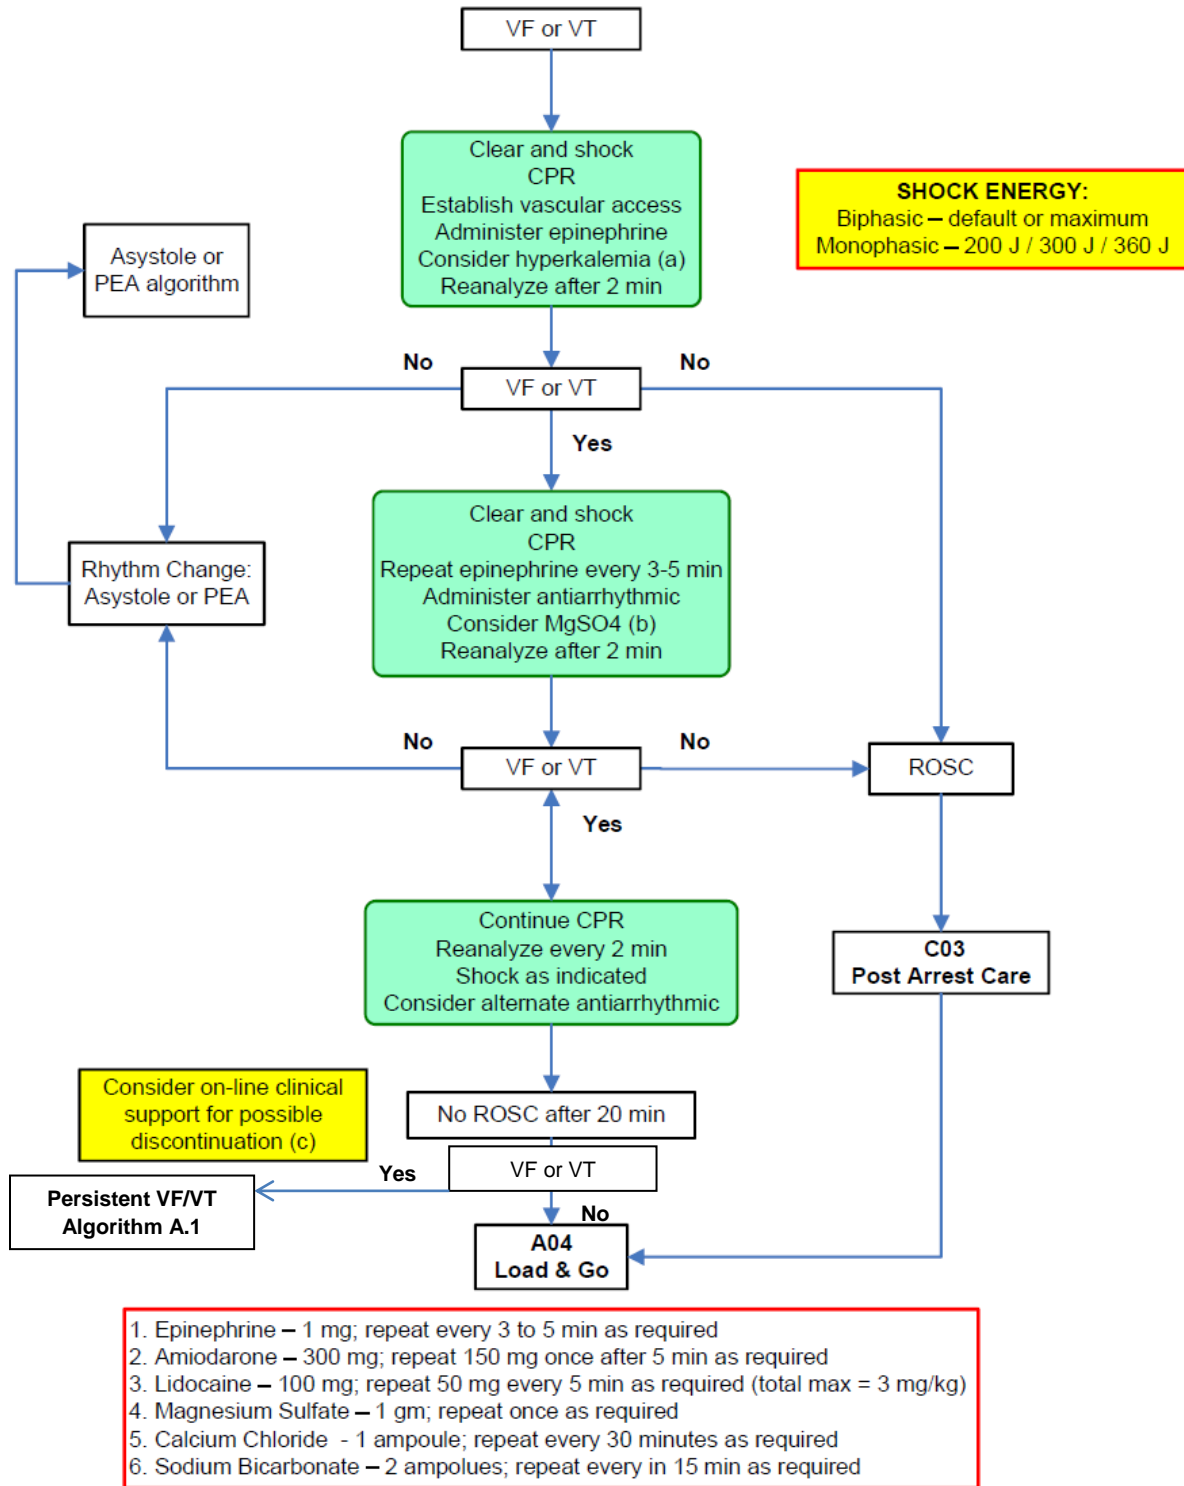 VF or VT
Clear and shock
CPR
Establish vascular access
Administer epinephrine
Consider hyperkalemia (a)
Reanalyze after 2 min
SHOCK ENERGY:
Biphasic – default or maximum
Monophasic – 200 J / 300 J / 360 J
Asystole or
PEA algorithm
No
VF or VT
No
Yes
Clear and shock
CPR
Repeat epinephrine every 3-5 min
Administer antiarrhythmic
Consider MgSO4 (b)
Reanalyze after 2 min
Rhythm Change:
Asystole or PEA
No
VF or VT
No
ROSC
Yes
Continue CPR
Reanalyze every 2 min
Shock as indicated
Consider alternate antiarrhythmic
C03
Post Arrest Care
Consider on-line clinical
support for possible
discontinuation (c)
No ROSC after 20 min
VF or VT
Yes
Persistent VF/VT
Algorithm A.1
No
A04
Load & Go
1. Epinephrine – 1 mg; repeat every 3 to 5 min as required
2. Amiodarone – 300 mg; repeat 150 mg once after 5 min as required
3. Lidocaine – 100 mg; repeat 50 mg every 5 min as required (total max = 3 mg/kg)
4. Magnesium Sulfate – 1 gm; repeat once as required
5. Calcium Chloride - 1 ampoule; repeat every 30 minutes as required
6. Sodium Bicarbonate – 2 ampolues; repeat every in 15 min as required